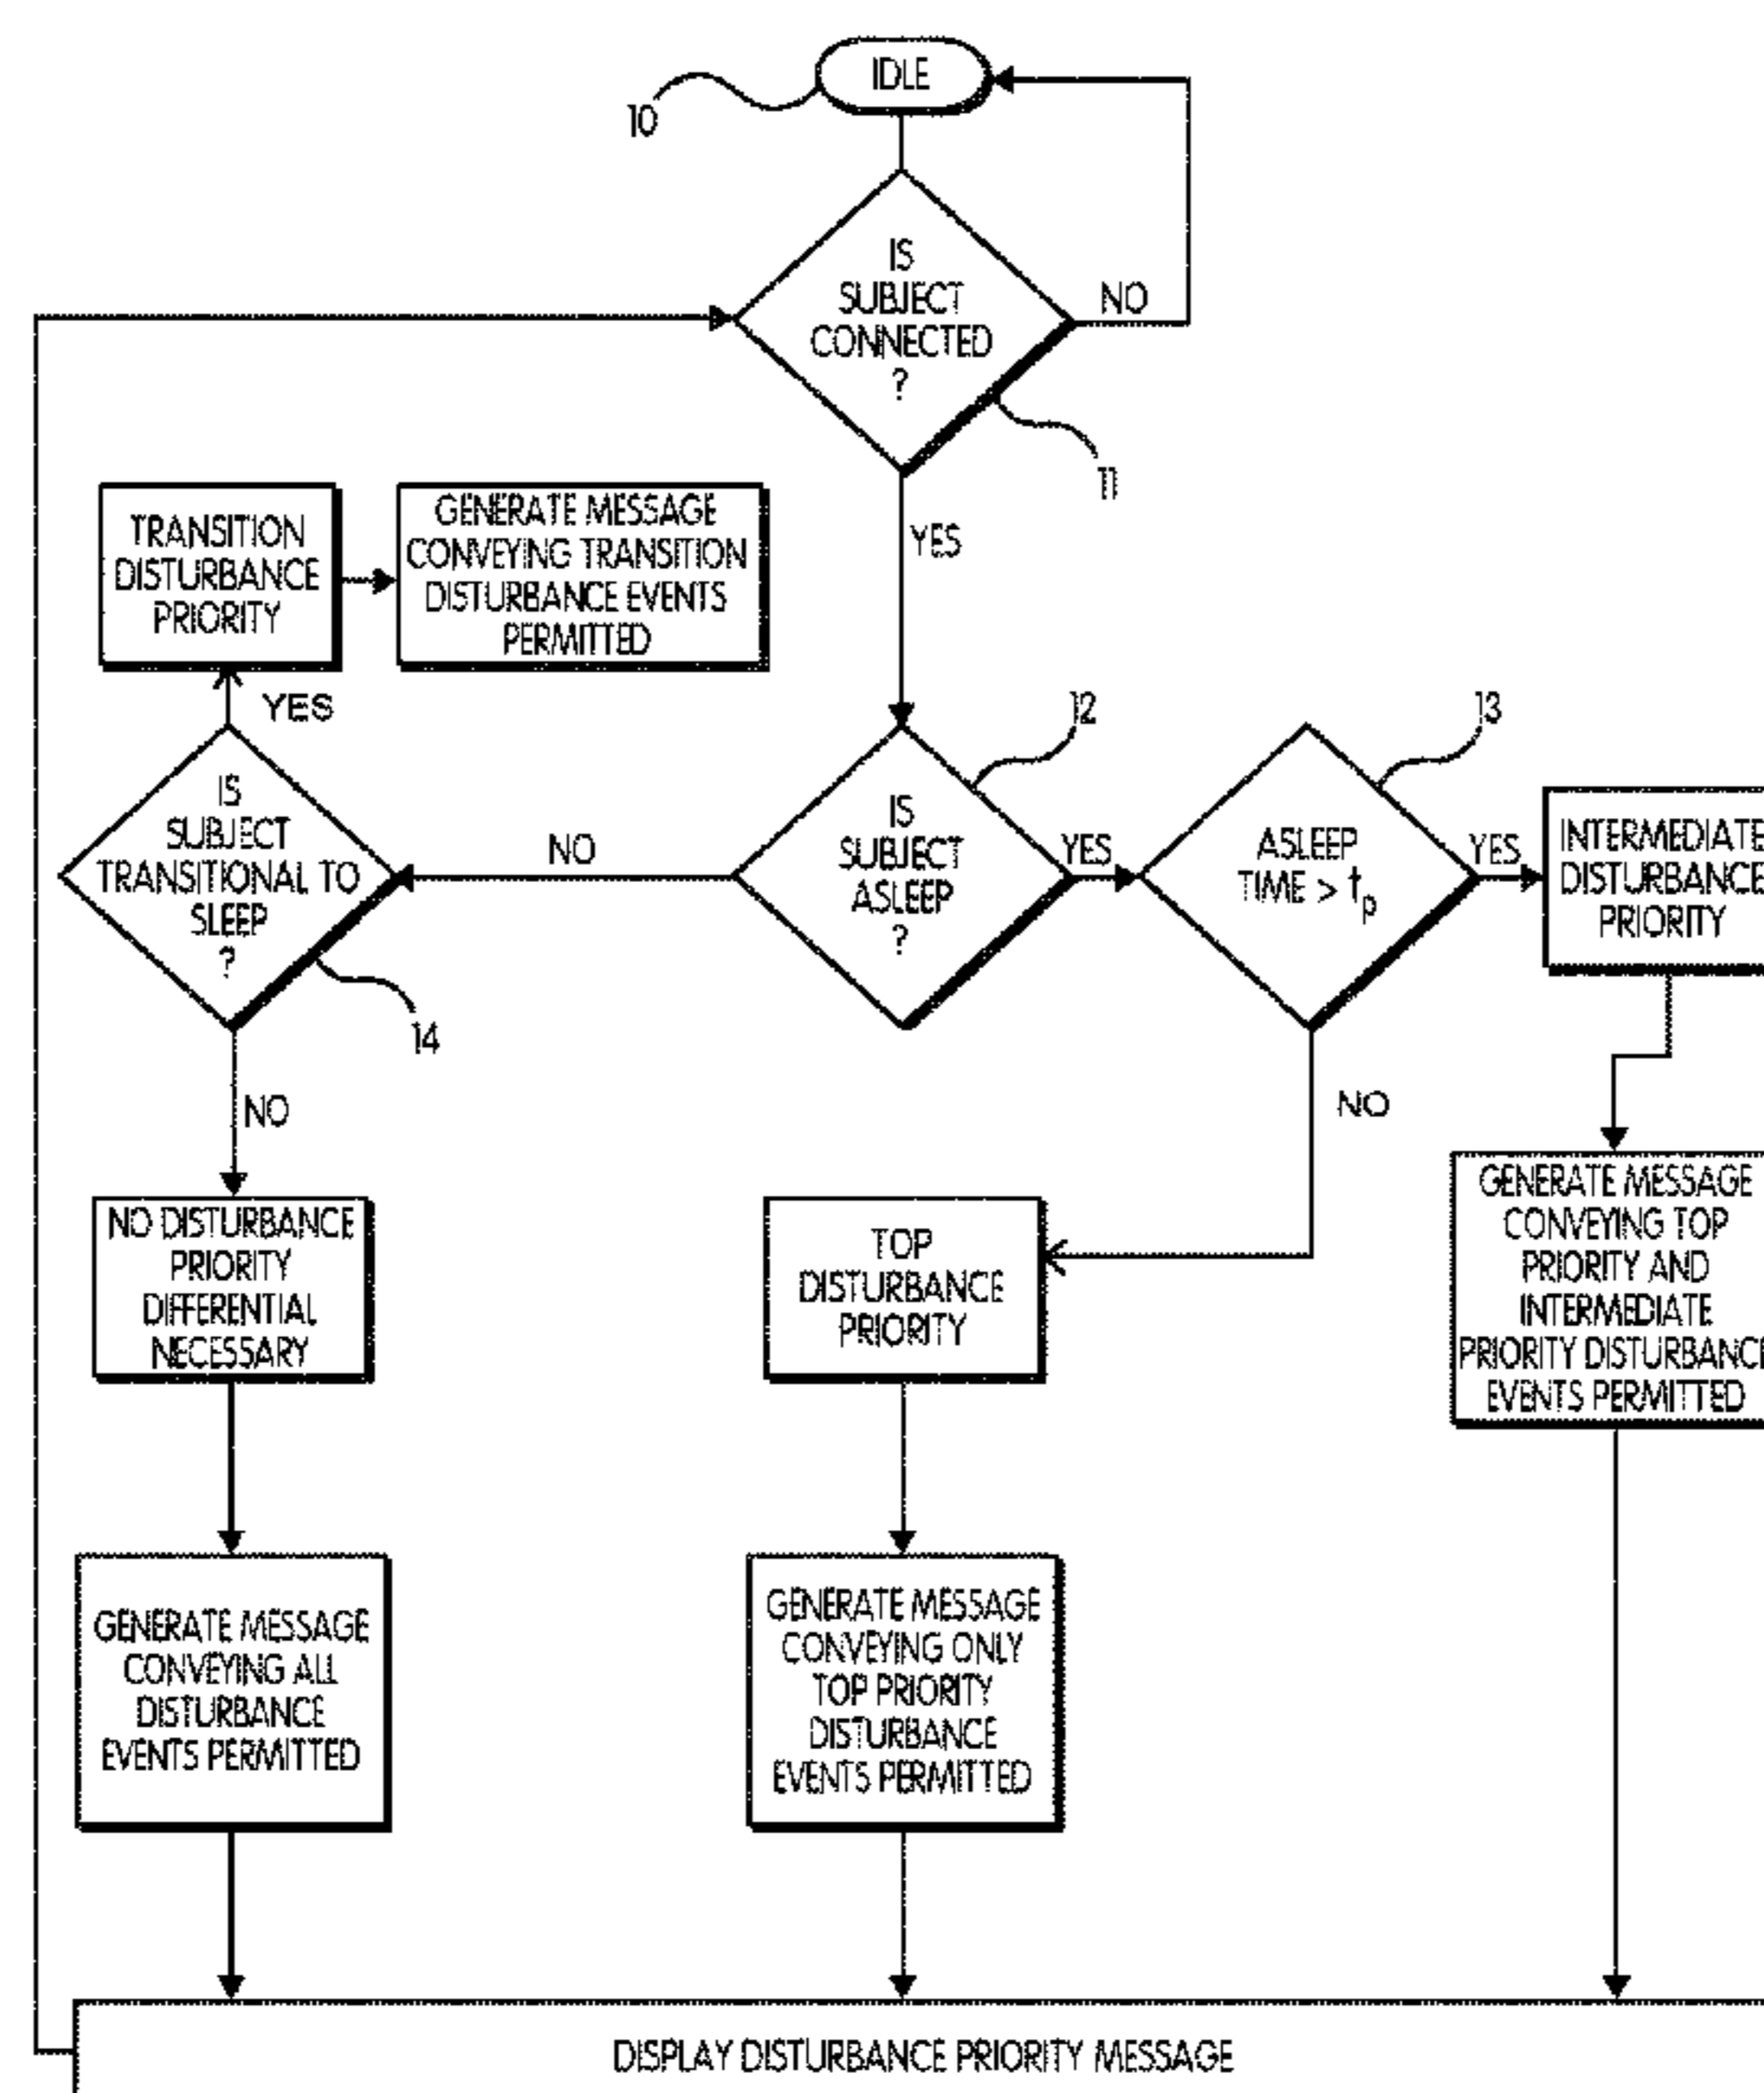 IDLE
10
IS
SUBJECT
CONNECTED
?
NO
11
YES
TRANSITION
DISTURBANCE
PRIORITY
GENERATE MESSAGE
CONVEYING TRANSITION
DISTURBANCE EVENTS
PERMITTED
YES
12
13
IS
SUBJECT
TRANSITIONAL TO
SLEEP
?
14
NO
IS
SUBJECT
ASLEEP
?
YES
ASLEEP
TIME > tp
YES
INTERMEDIATE
DISTURBANCE
PRIORITY
NO
NO
NO DISTURBANCE
PRIORITY
DIFFERENTIAL
NECESSARY
TOP
DISTURBANCE
PRIORITY
GENERATE MESSAGE
CONVEYING TOP
PRIORITY AND
INTERMEDIATE
PRIORITY DISTURBANCE
EVENTS PERMITTED
GENERATE MESSAGE
CONVEYING ALL
DISTURBANCE
EVENTS PERMITTED
GENERATE MESSAGE
CONVEYING ONLY
TOP PRIORITY
DISTURBANCE
EVENTS PERMITTED
DISPLAY DISTURBANCE PRIORITY MESSAGE